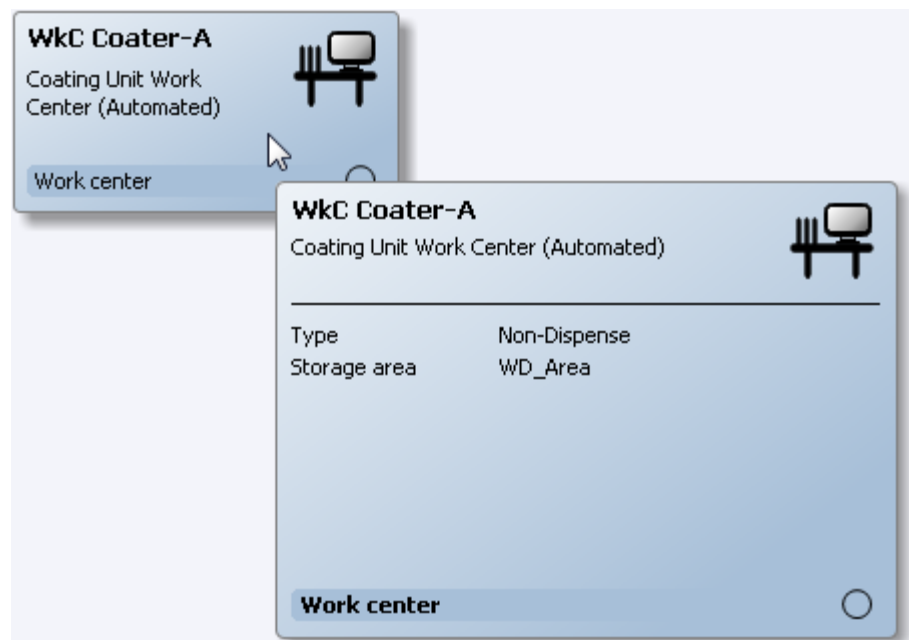 WkC Coater-A
Coating Unit Work
Center (Automated)
Work center
WkC Coater-A
Coating Unit Work Center (Automated)
Type Non-Dispense
Storage area WD_Area
Work center